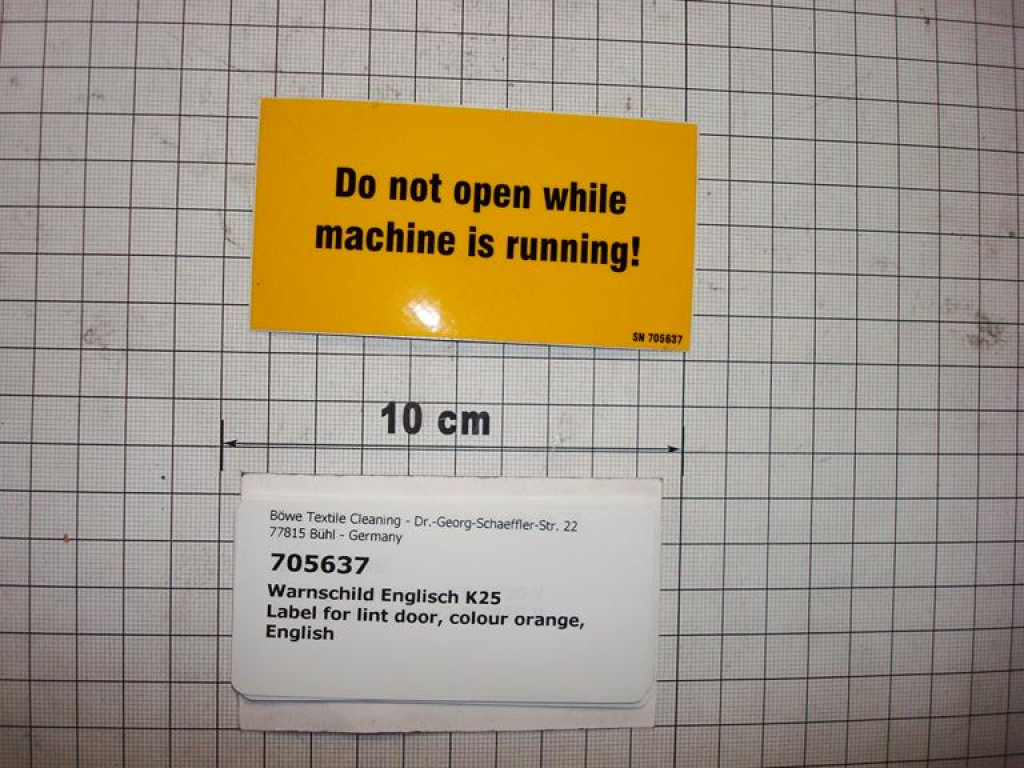 Do not open while
machine is running!
SN 705637
10 cm
Böwe Textile Cleaning - Dr.-Georg-Schaeffler-Str. 22
77815 Bühl - Germany
705637
Warnschild Englisch K25
Label for lint door, colour orange,
English